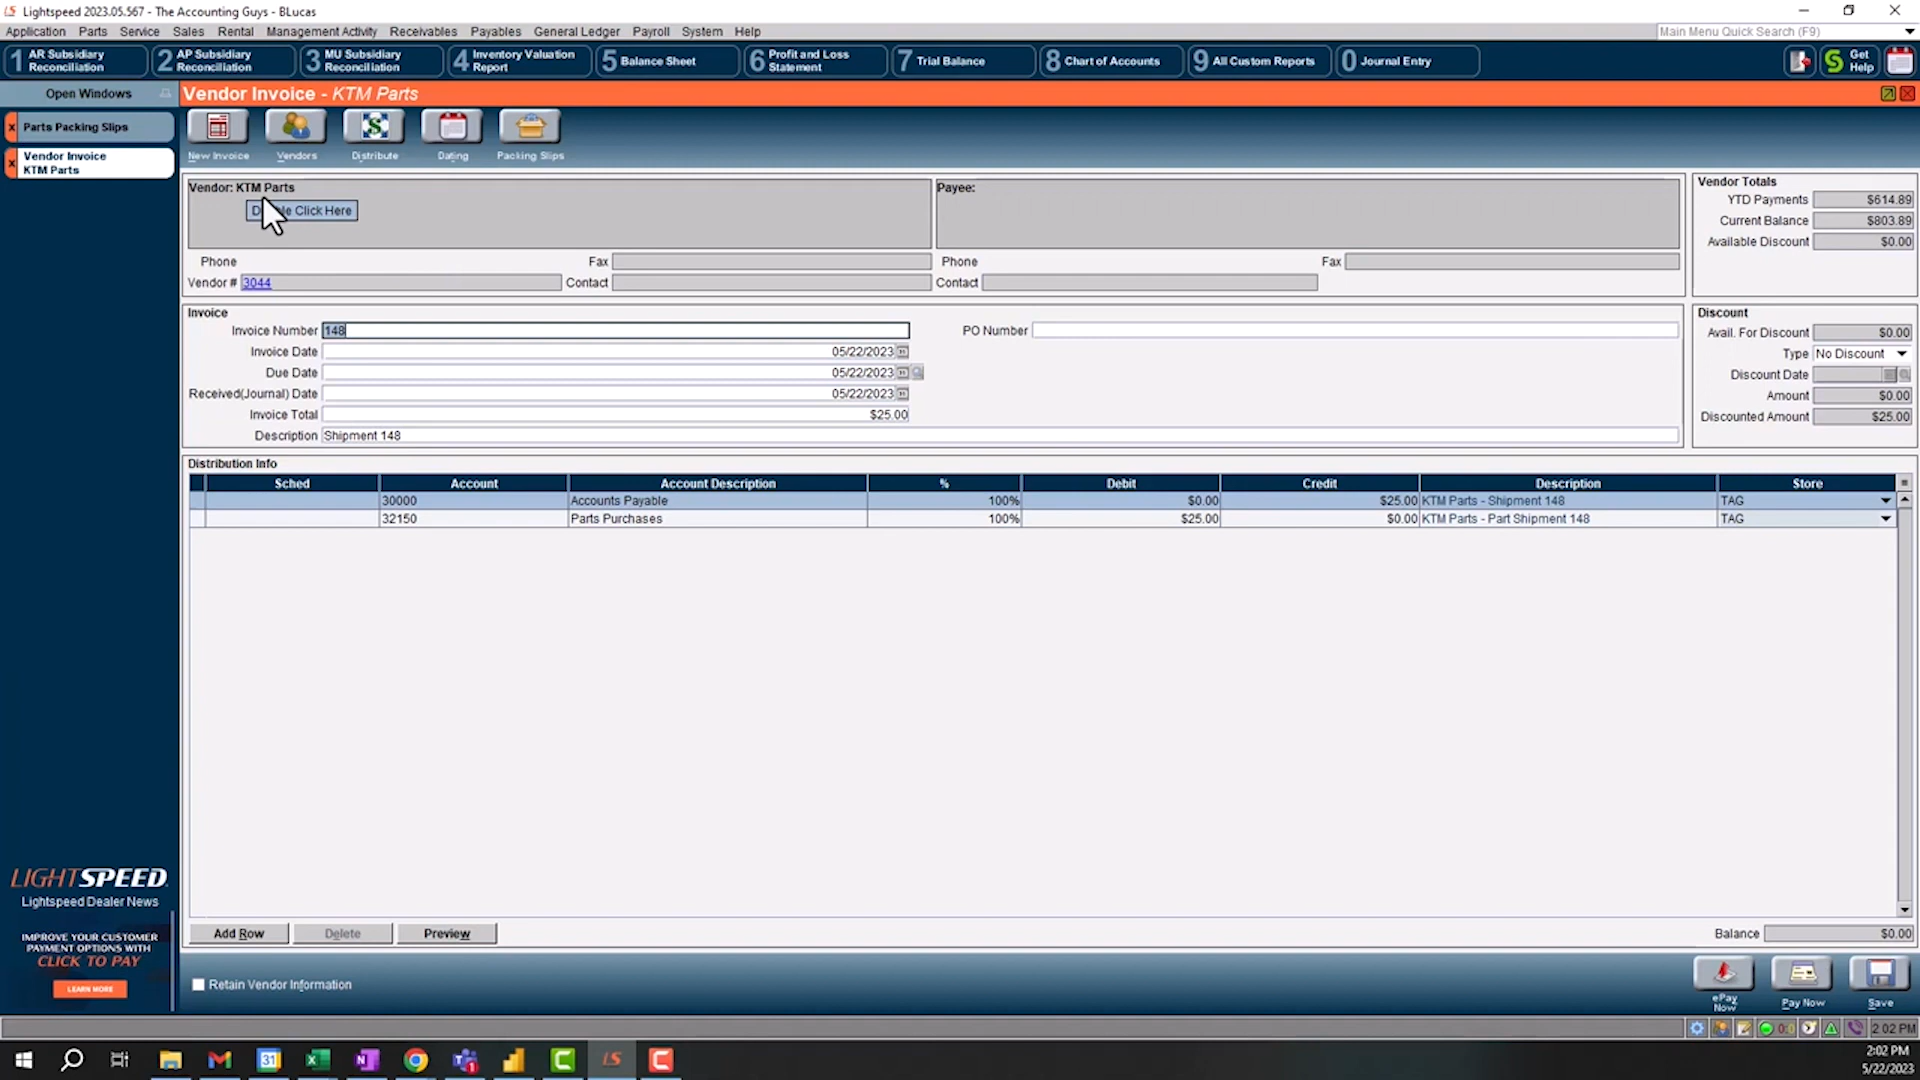 LS Lightspeed 2023.05.567 - The Accounting Guys - BLucas
Application Parts Service Sales Rental Management Activity Receivables Payables General Ledger Payroll System Help
Main Menu Quick Search (F9)
1 AR Subsidiary Reconciliation
2 AP Subsidiary Reconciliation
3 MU Subsidiary Reconciliation
4 Inventory Valuation Report
5 Balance Sheet
6 Profit and Loss Statement
7 Trial Balance
8 Chart of Accounts
9 All Custom Reports
0 Journal Entry
Get Help
Open Windows
Vendor Invoice - KTM Parts
x Parts Packing Slips
x Vendor Invoice
KTM Parts
New Invoice Vendors Distribute Dating Packing Slips
Vendor: KTM Parts
Click Here
Phone Fax
Vendor # 3044 Contact
Payee:
Phone Fax
Contact
Vendor Totals
YTD Payments $614.89
Current Balance $803.89
Available Discount $0.00
Invoice
Invoice Number 148
PO Number
Invoice Date 05/22/2023
Due Date 05/22/2023
Received(Journal) Date 05/22/2023
Invoice Total $25.00
Description Shipment 148
Discount
Avail. For Discount $0.00
Type No Discount
Discount Date
Amount $0.00
Discounted Amount $25.00
Distribution Info
Sched Account Account Description % Debit Credit Description Store
30000 Accounts Payable 100% $0.00 $25.00 KTM Parts - Shipment 148 TAG
32150 Parts Purchases 100% $25.00 $0.00 KTM Parts - Part Shipment 148 TAG
LIGHTSPEED
Lightspeed Dealer News
IMPROVE YOUR CUSTOMER
PAYMENT OPTIONS WITH
CLICK TO PAY
LEARN MORE
Add Row Delete Preview
Balance $0.00
Retain Vendor Information
ePay Now
Pay Now
Save
2:02 PM
31
LS
2:02 PM
5/22/2023